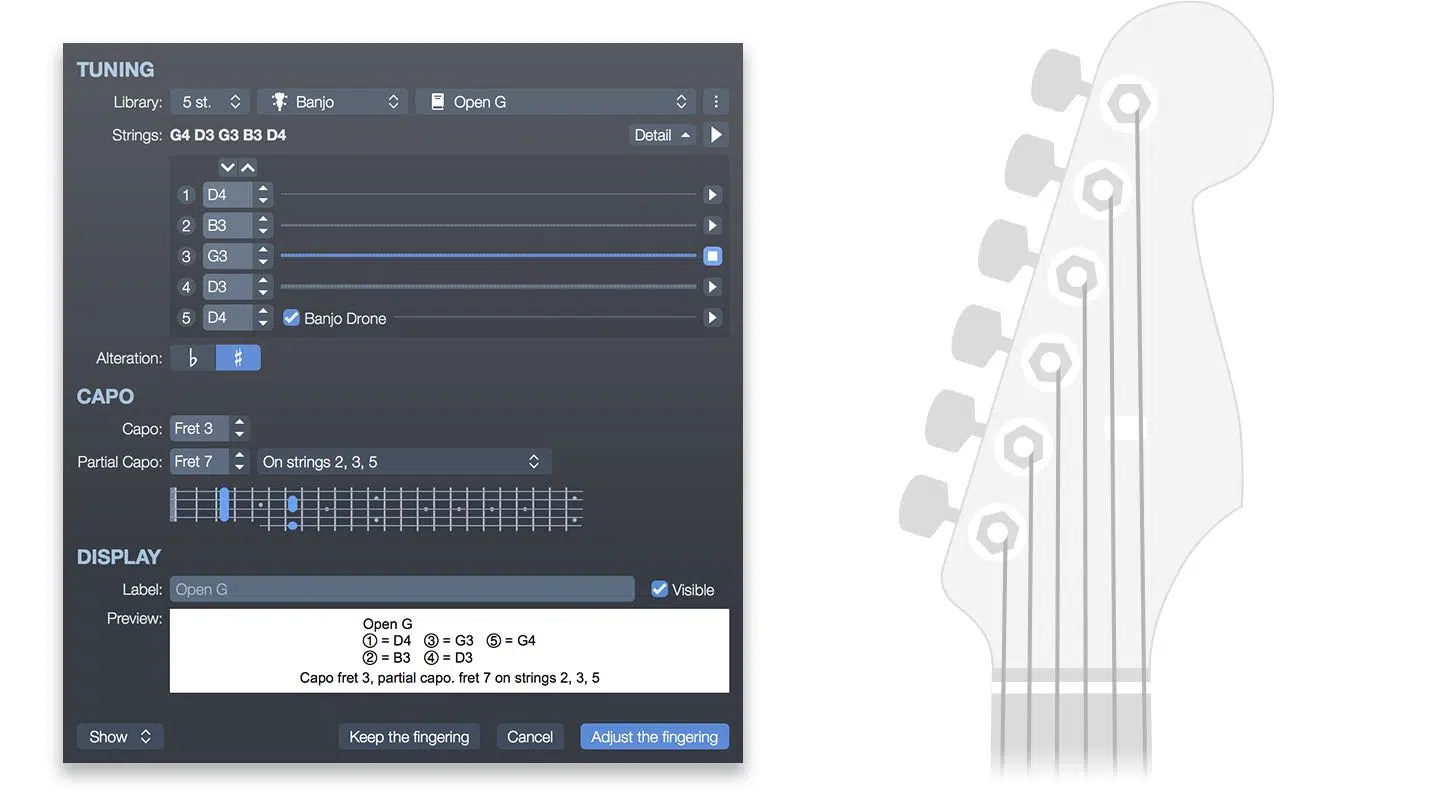 TUNING
Library: 5 st. Banjo Open G
Strings: G4 D3 G3 B3 D4 Detail
1 D4
2 B3
3 G3
4 D3
5 D4 Banjo Drone
Alteration: ♭ ♯
CAPO
Capo: Fret 3
Partial Capo: Fret 7 On strings 2, 3, 5
DISPLAY
Label: Open G Visible
Preview:
Open G
① = D4 ③ = G3 ⑤ = G4
② = B3 ④ = D3
Capo fret 3, partial capo. fret 7 on strings 2, 3, 5
Show Keep the fingering Cancel Adjust the fingering